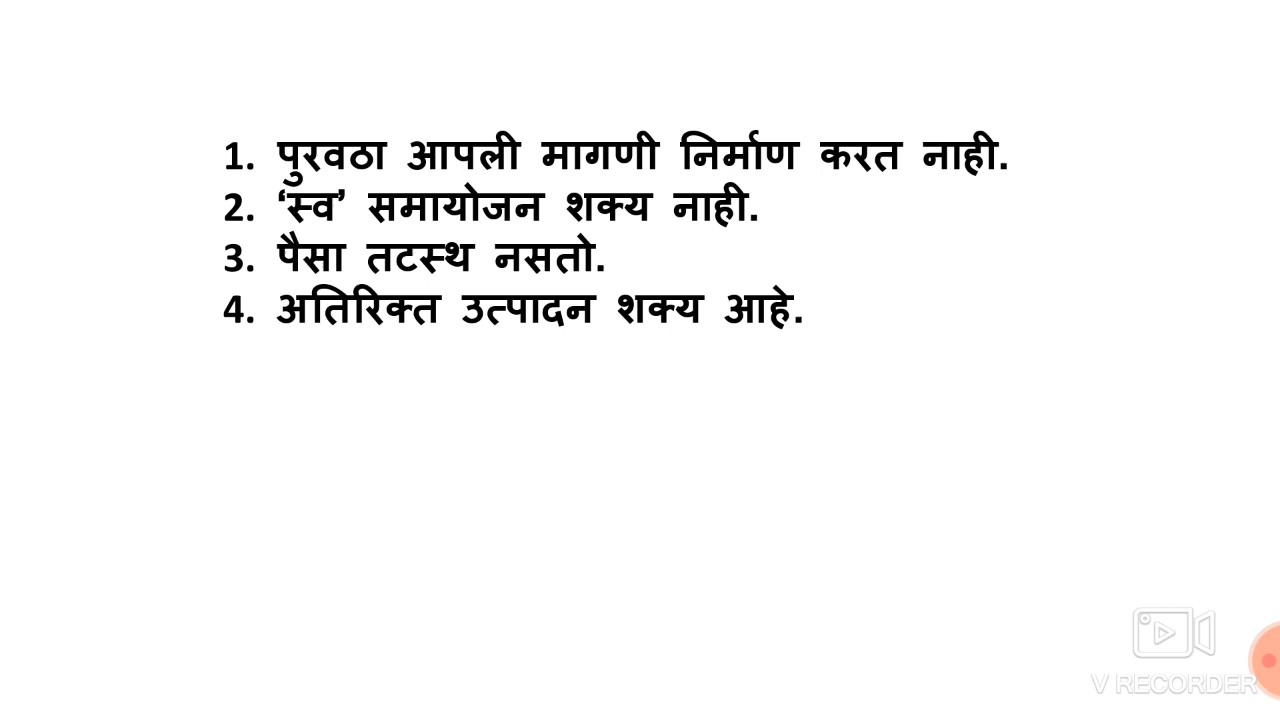 1. पुरवठा आपली मागणी निर्माण करत नाही.
2. ‘स्व’ समायोजन शक्य नाही.
3. पैसा तटस्थ नसतो.
4. अतिरिक्त उत्पादन शक्य आहे.
V RECORDER